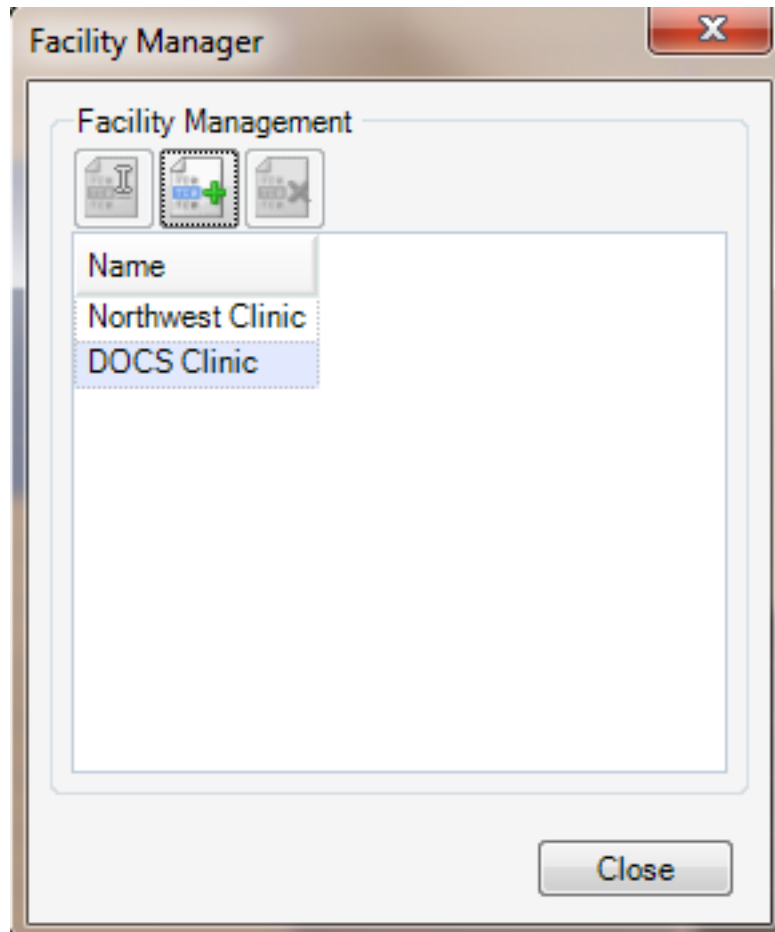 Facility Manager
Facility Management
Name
Northwest Clinic
DOCS Clinic
Close